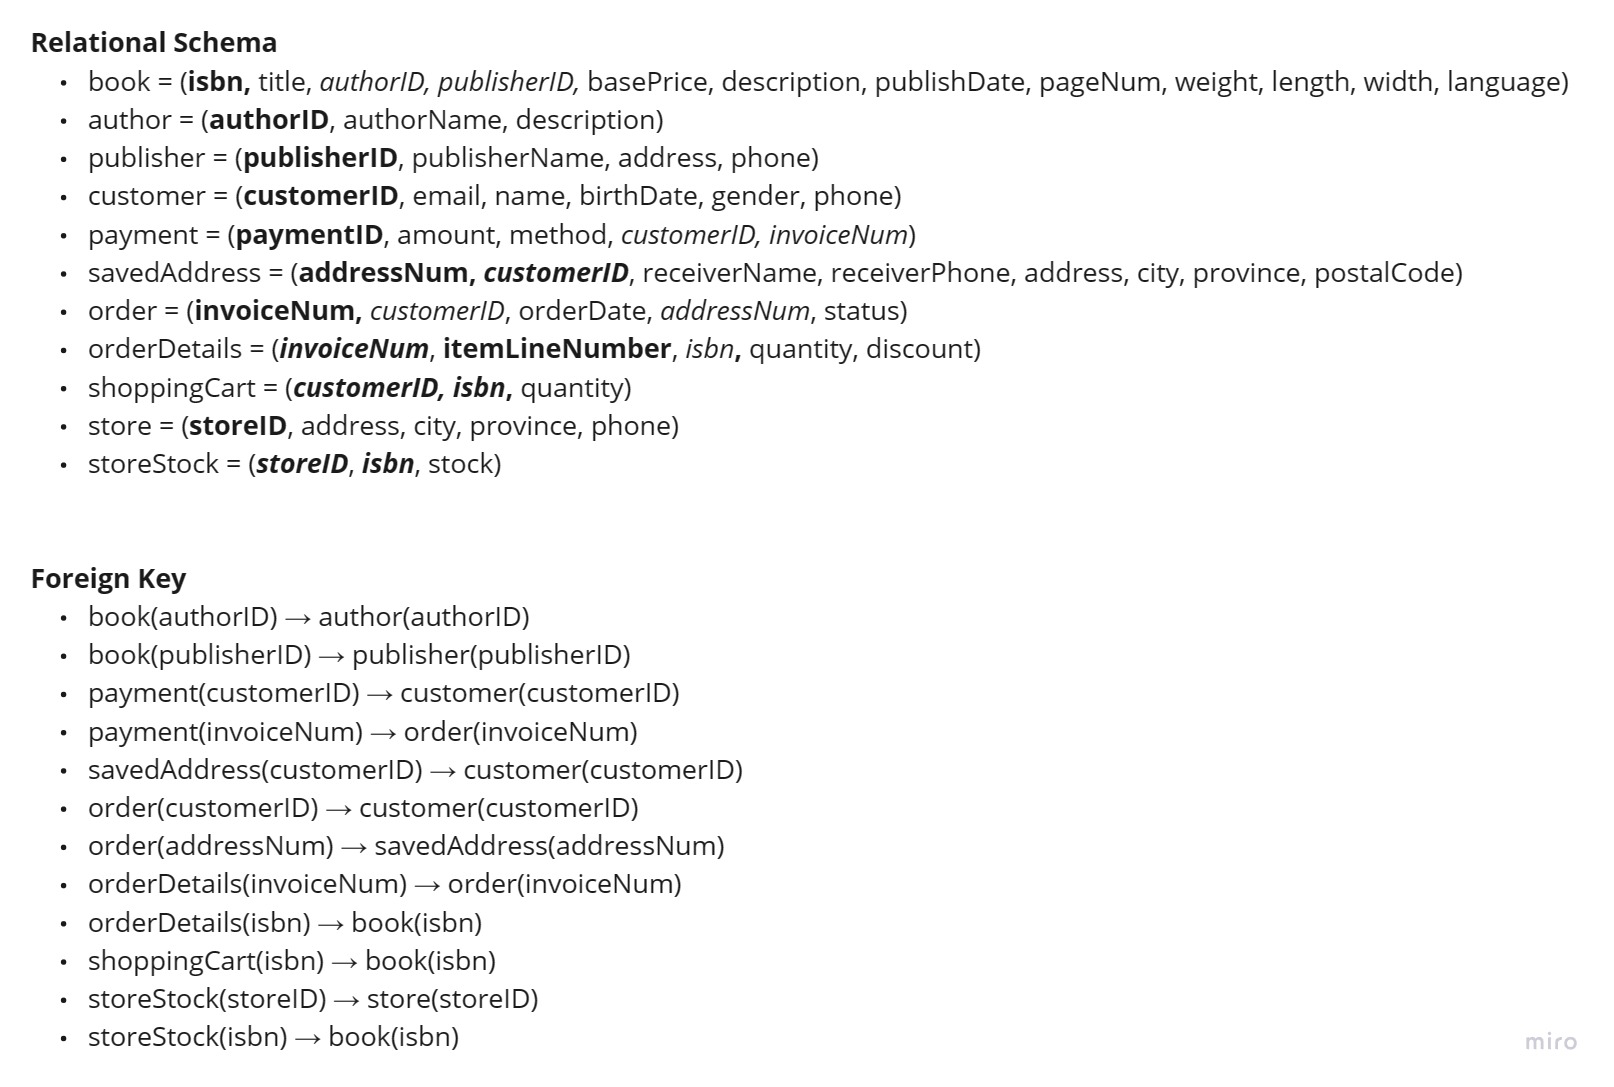 Relational Schema
• book = (isbn, title, authorID, publisherID, basePrice, description, publishDate, pageNum, weight, length, width, language)
• author = (authorID, authorName, description)
• publisher = (publisherID, publisherName, address, phone)
• customer = (customerID, email, name, birthDate, gender, phone)
• payment = (paymentID, amount, method, customerID, invoiceNum)
• savedAddress = (addressNum, customerID, receiverName, receiverPhone, address, city, province, postalCode)
• order = (invoiceNum, customerID, orderDate, addressNum, status)
• orderDetails = (invoiceNum, itemLineNumber, isbn, quantity, discount)
• shoppingCart = (customerID, isbn, quantity)
• store = (storeID, address, city, province, phone)
• storeStock = (storeID, isbn, stock)
Foreign Key
• book(authorID) → author(authorID)
• book(publisherID) → publisher(publisherID)
• payment(customerID) → customer(customerID)
• payment(invoiceNum) → order(invoiceNum)
• savedAddress(customerID) → customer(customerID)
• order(customerID) → customer(customerID)
• order(addressNum) → savedAddress(addressNum)
• orderDetails(invoiceNum) → order(invoiceNum)
• orderDetails(isbn) → book(isbn)
• shoppingCart(isbn) → book(isbn)
• storeStock(storeID) → store(storeID)
• storeStock(isbn) → book(isbn)
miro